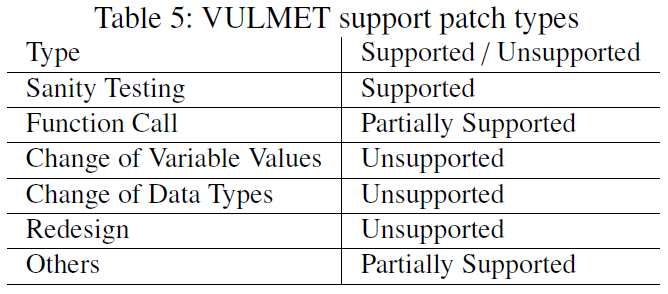 Table 5: VULMET support patch types
Type Supported / Unsupported
Sanity Testing Supported
Function Call Partially Supported
Change of Variable Values Unsupported
Change of Data Types Unsupported
Redesign Unsupported
Others Partially Supported